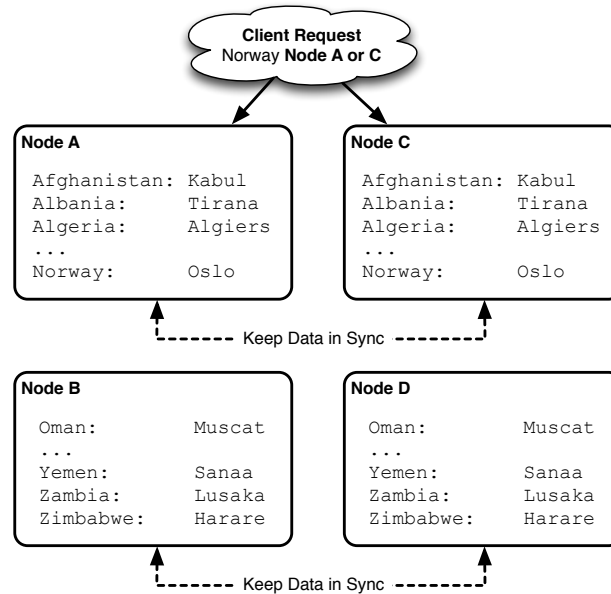 Client Request
Norway Node A or C
Node A
Afghanistan: Kabul
Albania: Tirana
Algeria: Algiers
...
Norway: Oslo
Node C
Afghanistan: Kabul
Albania: Tirana
Algeria: Algiers
...
Norway: Oslo
Keep Data in Sync
Node B
Oman: Muscat
...
Yemen: Sanaa
Zambia: Lusaka
Zimbabwe: Harare
Node D
Oman: Muscat
...
Yemen: Sanaa
Zambia: Lusaka
Zimbabwe: Harare
Keep Data in Sync